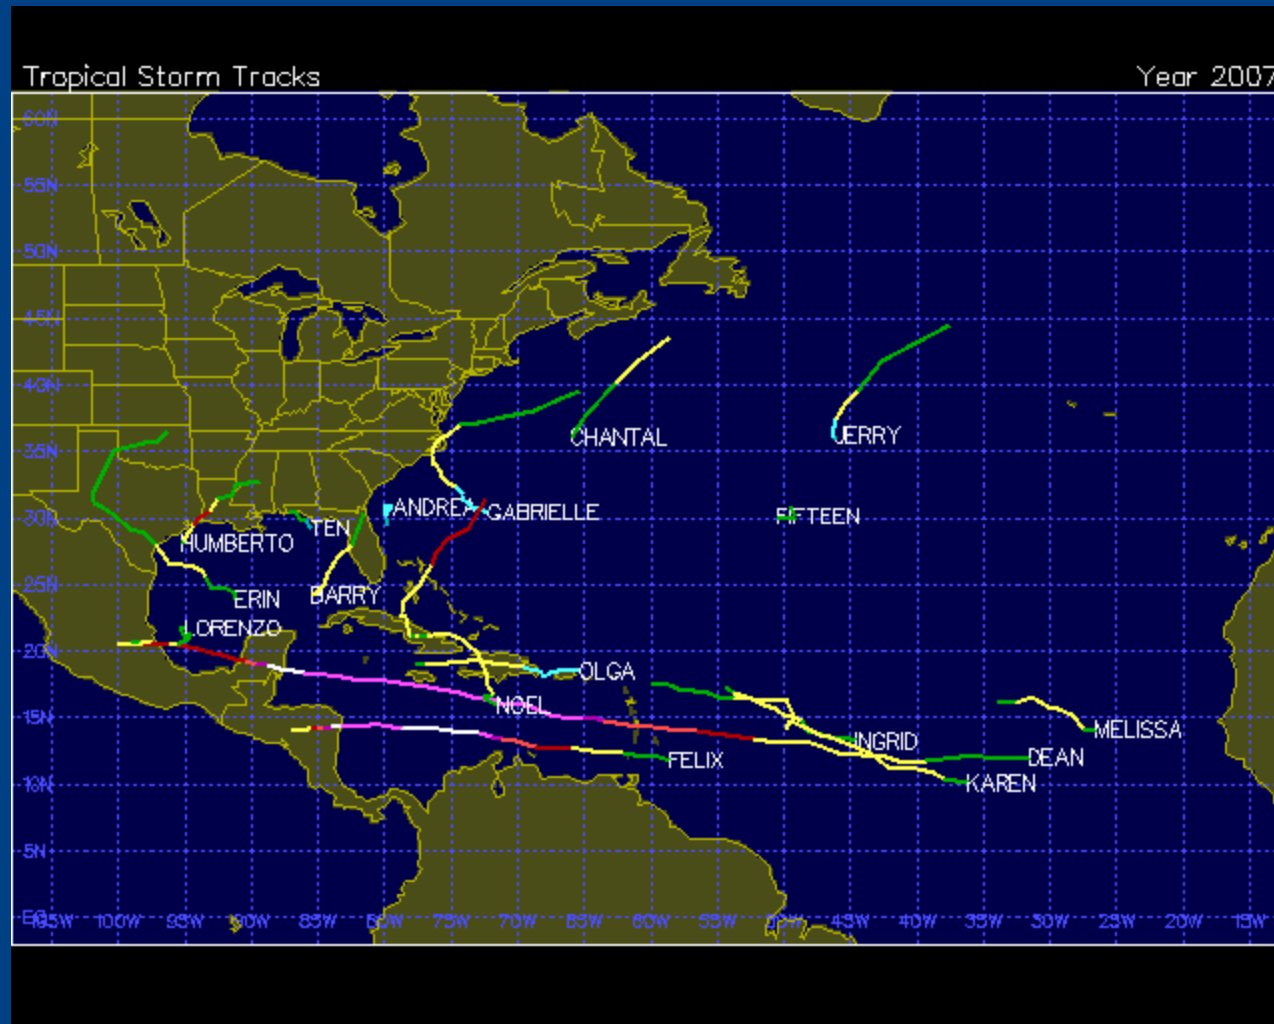 Tropical Storm Tracks
Year 2007
60N
55N
50N
45N
40N
35N
30N
25N
20N
15N
10N
5N
EQ
CHANTAL
JERRY
ANDREA
GABRIELLE
TEN
FIFTEEN
HUMBERTO
ERIN
BARRY
LORENZO
OLGA
NOEL
MELISSA
INGRID
FELIX
DEAN
KAREN
105W 100W 95W 90W 85W 80W 75W 70W 65W 60W 55W 50W 45W 40W 35W 30W 25W 20W 15W